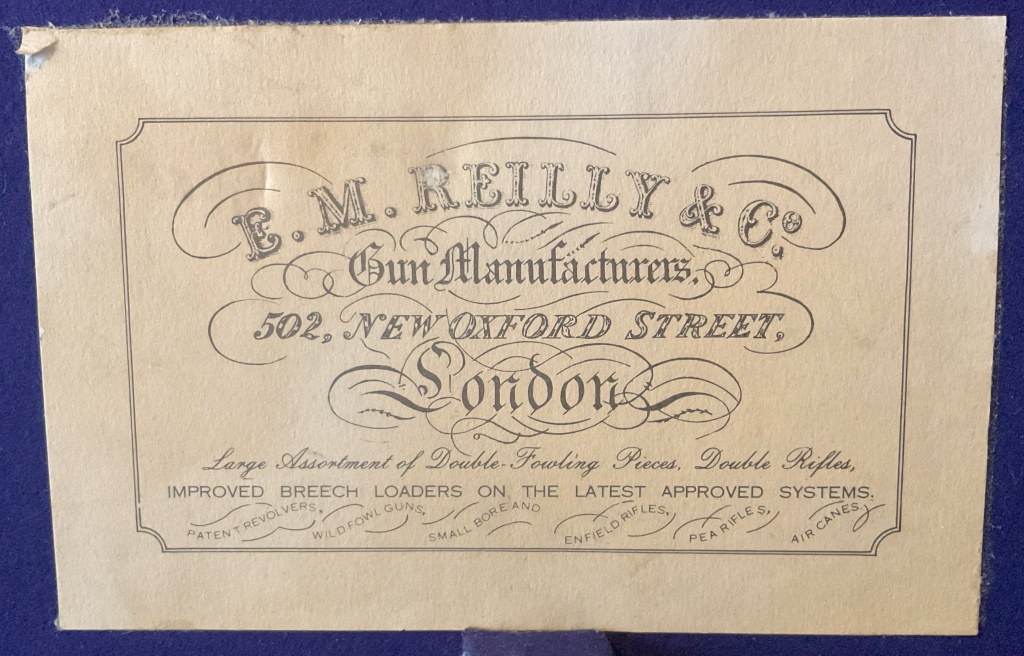 E. M. REILLY & Co.
Gun Manufacturers,
502, NEW OXFORD STREET,
London
Large Assortment of Double-Fowling Pieces, Double Rifles,
IMPROVED BREECH LOADERS ON THE LATEST APPROVED SYSTEMS.
PATENT REVOLVERS, WILD FOWL GUNS, SMALL BORE AND ENFIELD RIFLES, PEA RIFLES, AIR CANES,